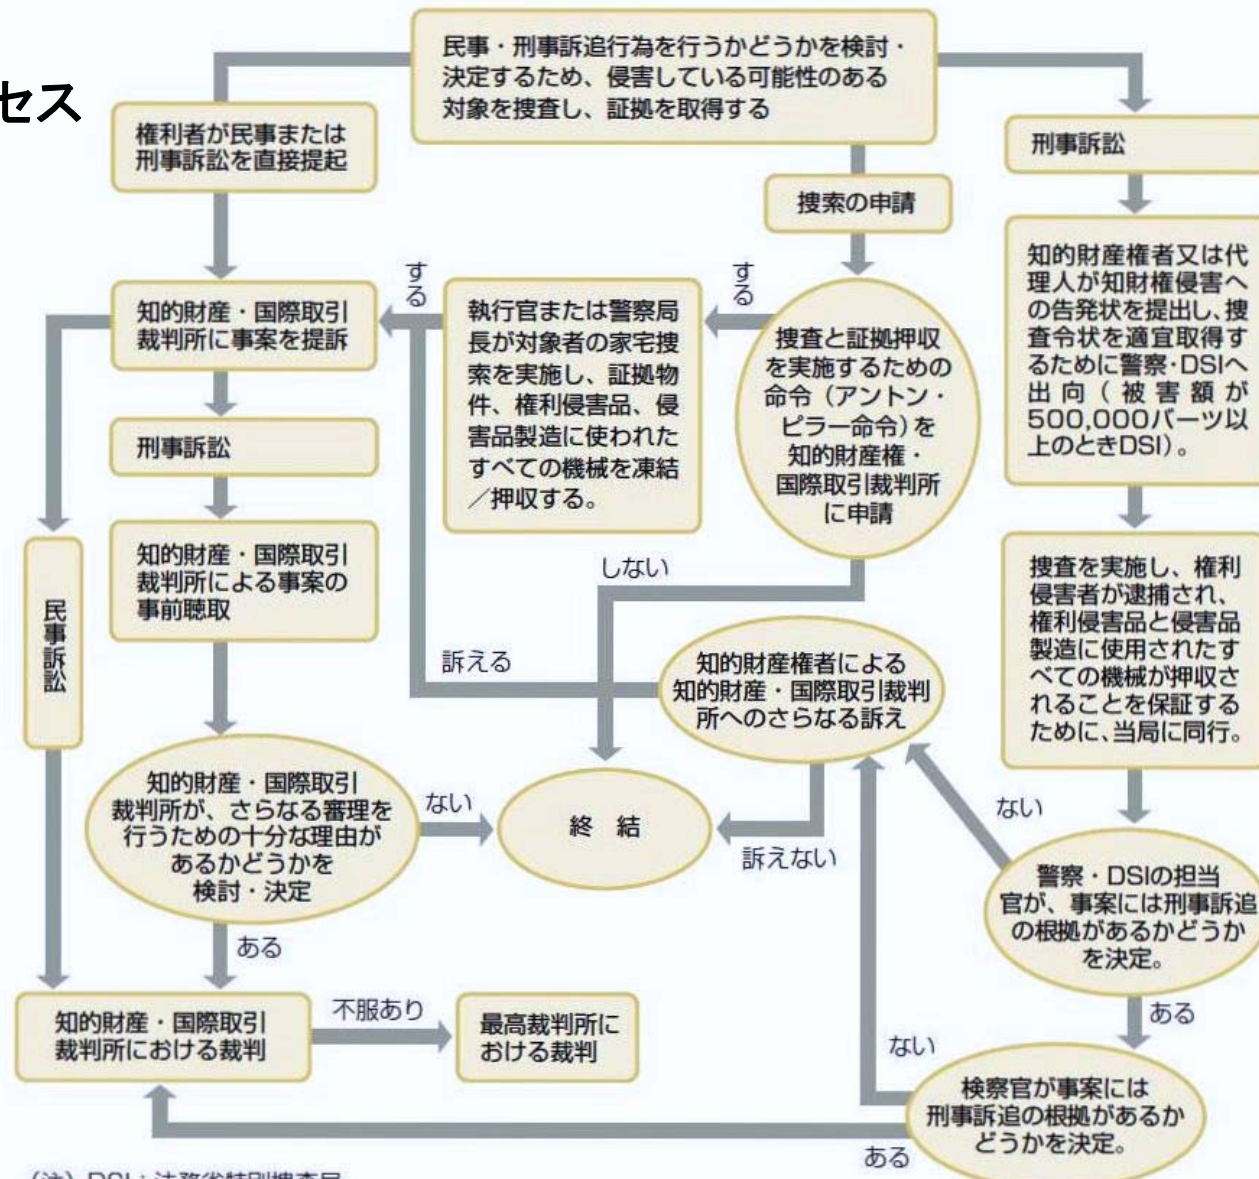 セス
民事・刑事訴追行為を行うかどうかを検討・
決定するため、侵害している可能性のある
対象を捜査し、証拠を取得する
権利者が民事または
刑事訴訟を直接提起
刑事訴訟
捜索の申請
知的財産権者又は代
理人が知財権侵害へ
の告発状を提出し、捜
査令状を適宜取得す
るために警察・DSIへ
出向（被害額が
500,000バーツ以
上のときDSI）。
する
する
知的財産・国際取引
裁判所に事案を提訴
執行官または警察局
長が対象者の家宅捜
索を実施し、証拠物
件、権利侵害品、侵
害品製造に使われた
すべての機械を凍結
／押収する。
捜査と証拠押収
を実施するための
命令（アントン・
ピラー命令）を
知的財産権・
国際取引裁判所
に申請
刑事訴訟
知的財産・国際取引
裁判所による事案の
事前聴取
民事訴訟
しない
捜査を実施し、権利
侵害者が逮捕され、
権利侵害品と侵害品
製造に使用されたす
べての機械が押収さ
れることを保証する
ために、当局に同行。
訴える
知的財産権者による
知的財産・国際取引裁判
所へのさらなる訴え
知的財産・国際取引
裁判所が、さらなる審理を
行うための十分な理由が
あるかどうかを
検討・決定
ない
終 結
訴えない
ない
警察・DSIの担当
官が、事案には刑事訴追
の根拠があるかどうか
を決定。
ある
ある
知的財産・国際取引
裁判所における裁判
不服あり
最高裁判所に
おける裁判
ない
検察官が事案には
刑事訴追の根拠があるか
どうかを決定。
ある